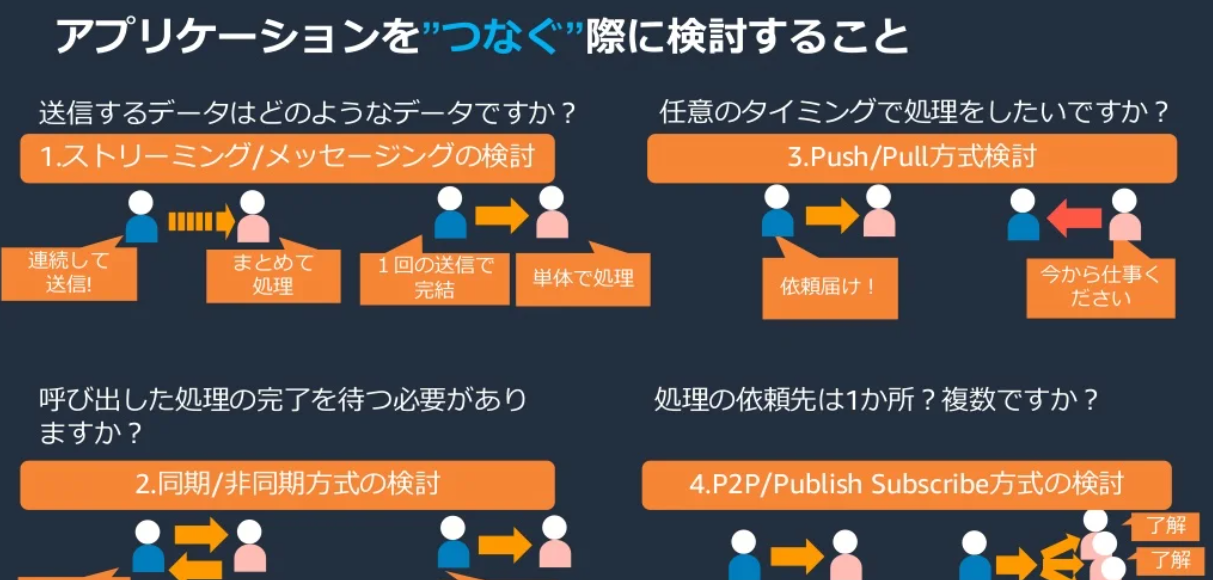 アプリケーションを”つなぐ”際に検討すること
送信するデータはどのようなデータですか？
1.ストリーミング/メッセージングの検討
連続して
送信!
まとめて
処理
１回の送信で
完結
単体で処理
任意のタイミングで処理をしたいですか？
3.Push/Pull方式検討
依頼届け！
今から仕事く
ださい
呼び出した処理の完了を待つ必要があり
ますか？
2.同期/非同期方式の検討
処理の依頼先は1か所？複数ですか？
4.P2P/Publish Subscribe方式の検討
了解
了解